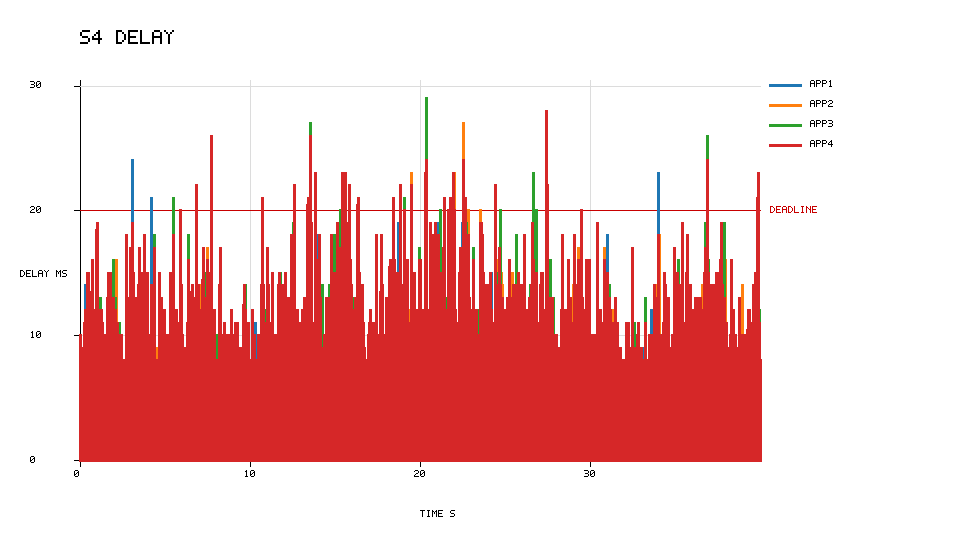 S4 DELAY
30
APP1
APP2
APP3
APP4
20
DEADLINE
DELAY MS
10
0
0 10 20 30
TIME S